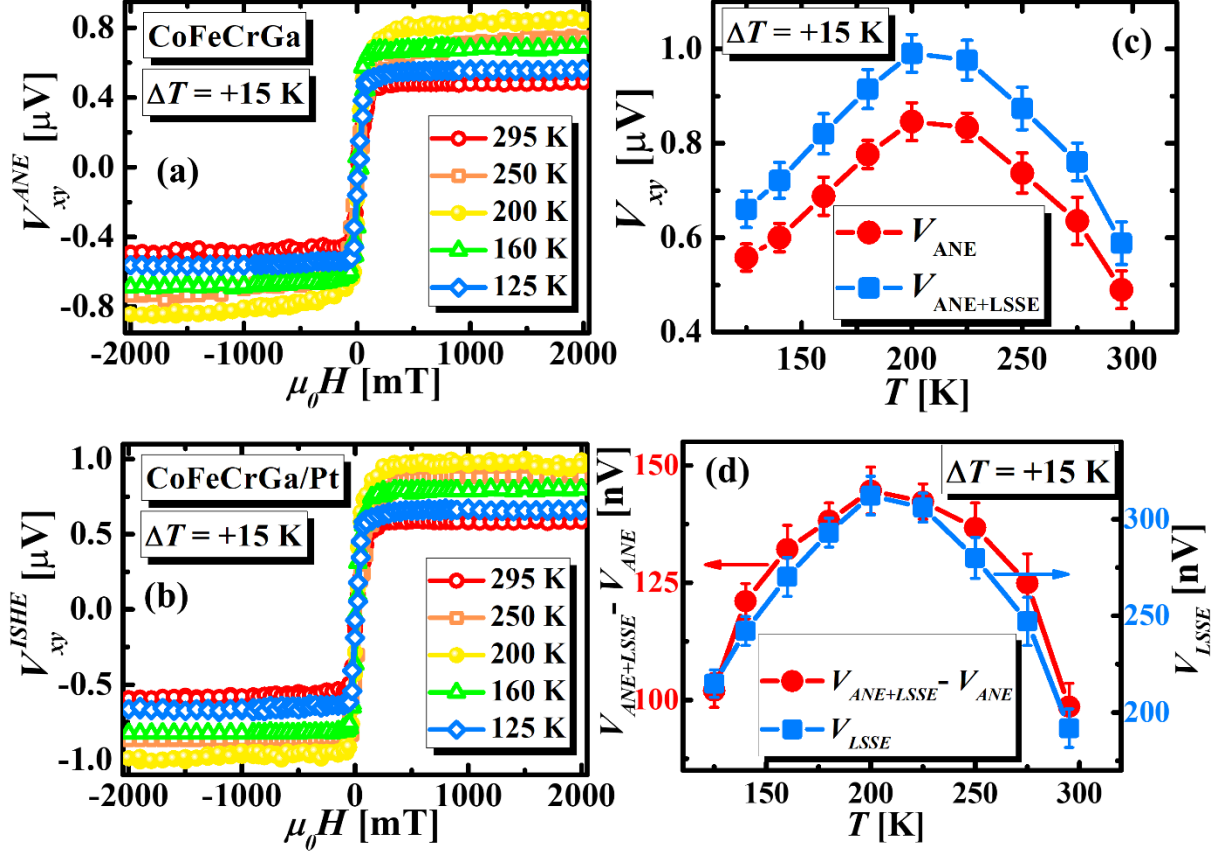 CoFeCrGa
ΔT = +15 K
(a)
295 K
250 K
200 K
160 K
125 K
0.8
0.4
0.0
-0.4
-0.8
V_xy^ANE [μV]
-2000 -1000 0 1000 2000
μ₀H [mT]
ΔT = +15 K
(c)
1.0
0.8
0.6
0.4
V_xy [μV]
V_ANE
V_ANE+LSSE
150 200 250 300
T [K]
CoFeCrGa/Pt
ΔT = +15 K
(b)
295 K
250 K
200 K
160 K
125 K
1.0
0.5
0.0
-0.5
-1.0
V_xy^ISHE [μV]
-2000 -1000 0 1000 2000
μ₀H [mT]
(d)
ΔT = +15 K
150
125
100
V_ANE+LSSE - V_ANE [nV]
300
250
200
V_LSSE [nV]
V_ANE+LSSE - V_ANE
V_LSSE
150 200 250 300
T [K]